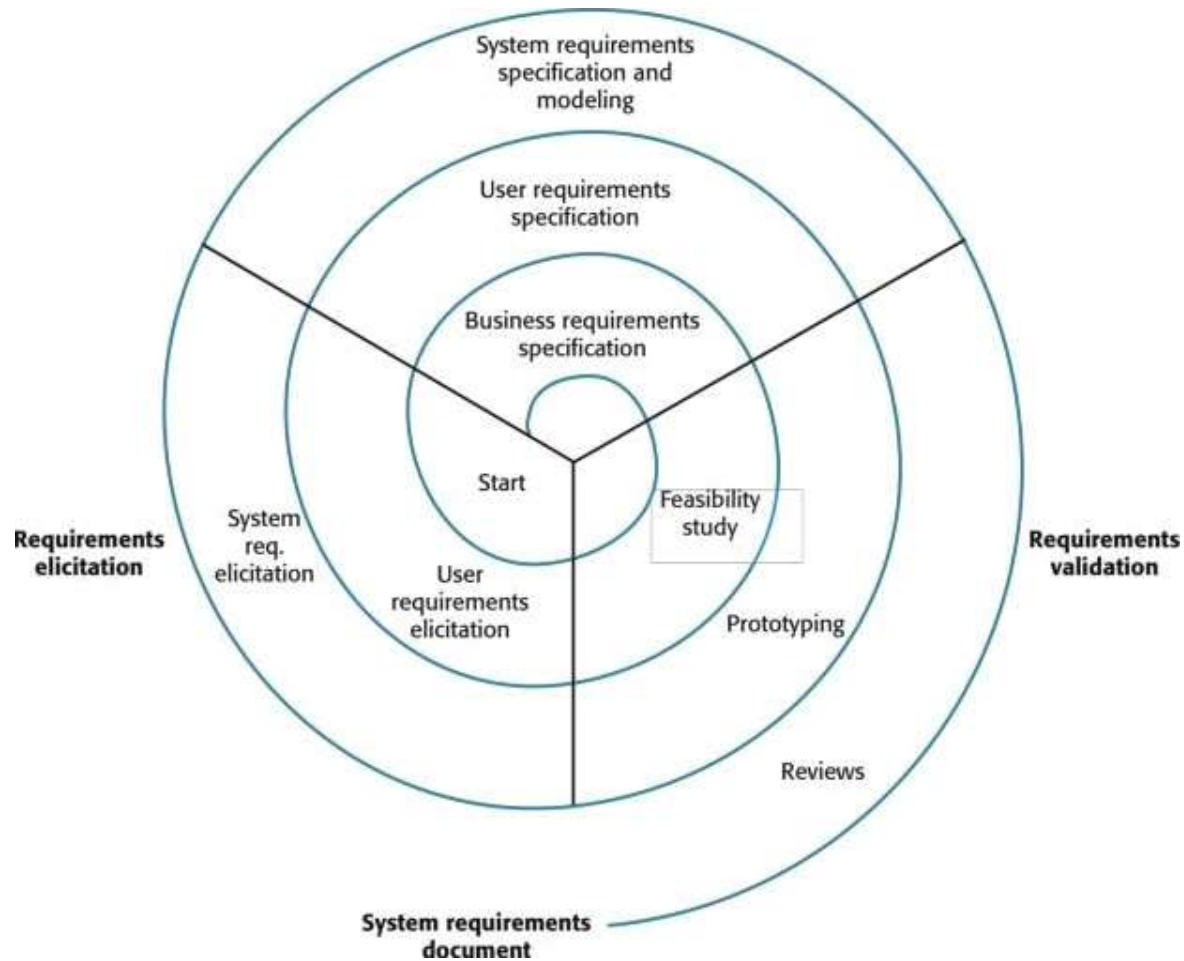 System requirements
specification and
modeling
User requirements
specification
Business requirements
specification
Start
Feasibility
study
System
req.
elicitation
Requirements
elicitation
Requirements
validation
User
requirements
elicitation
Prototyping
Reviews
System requirements
document